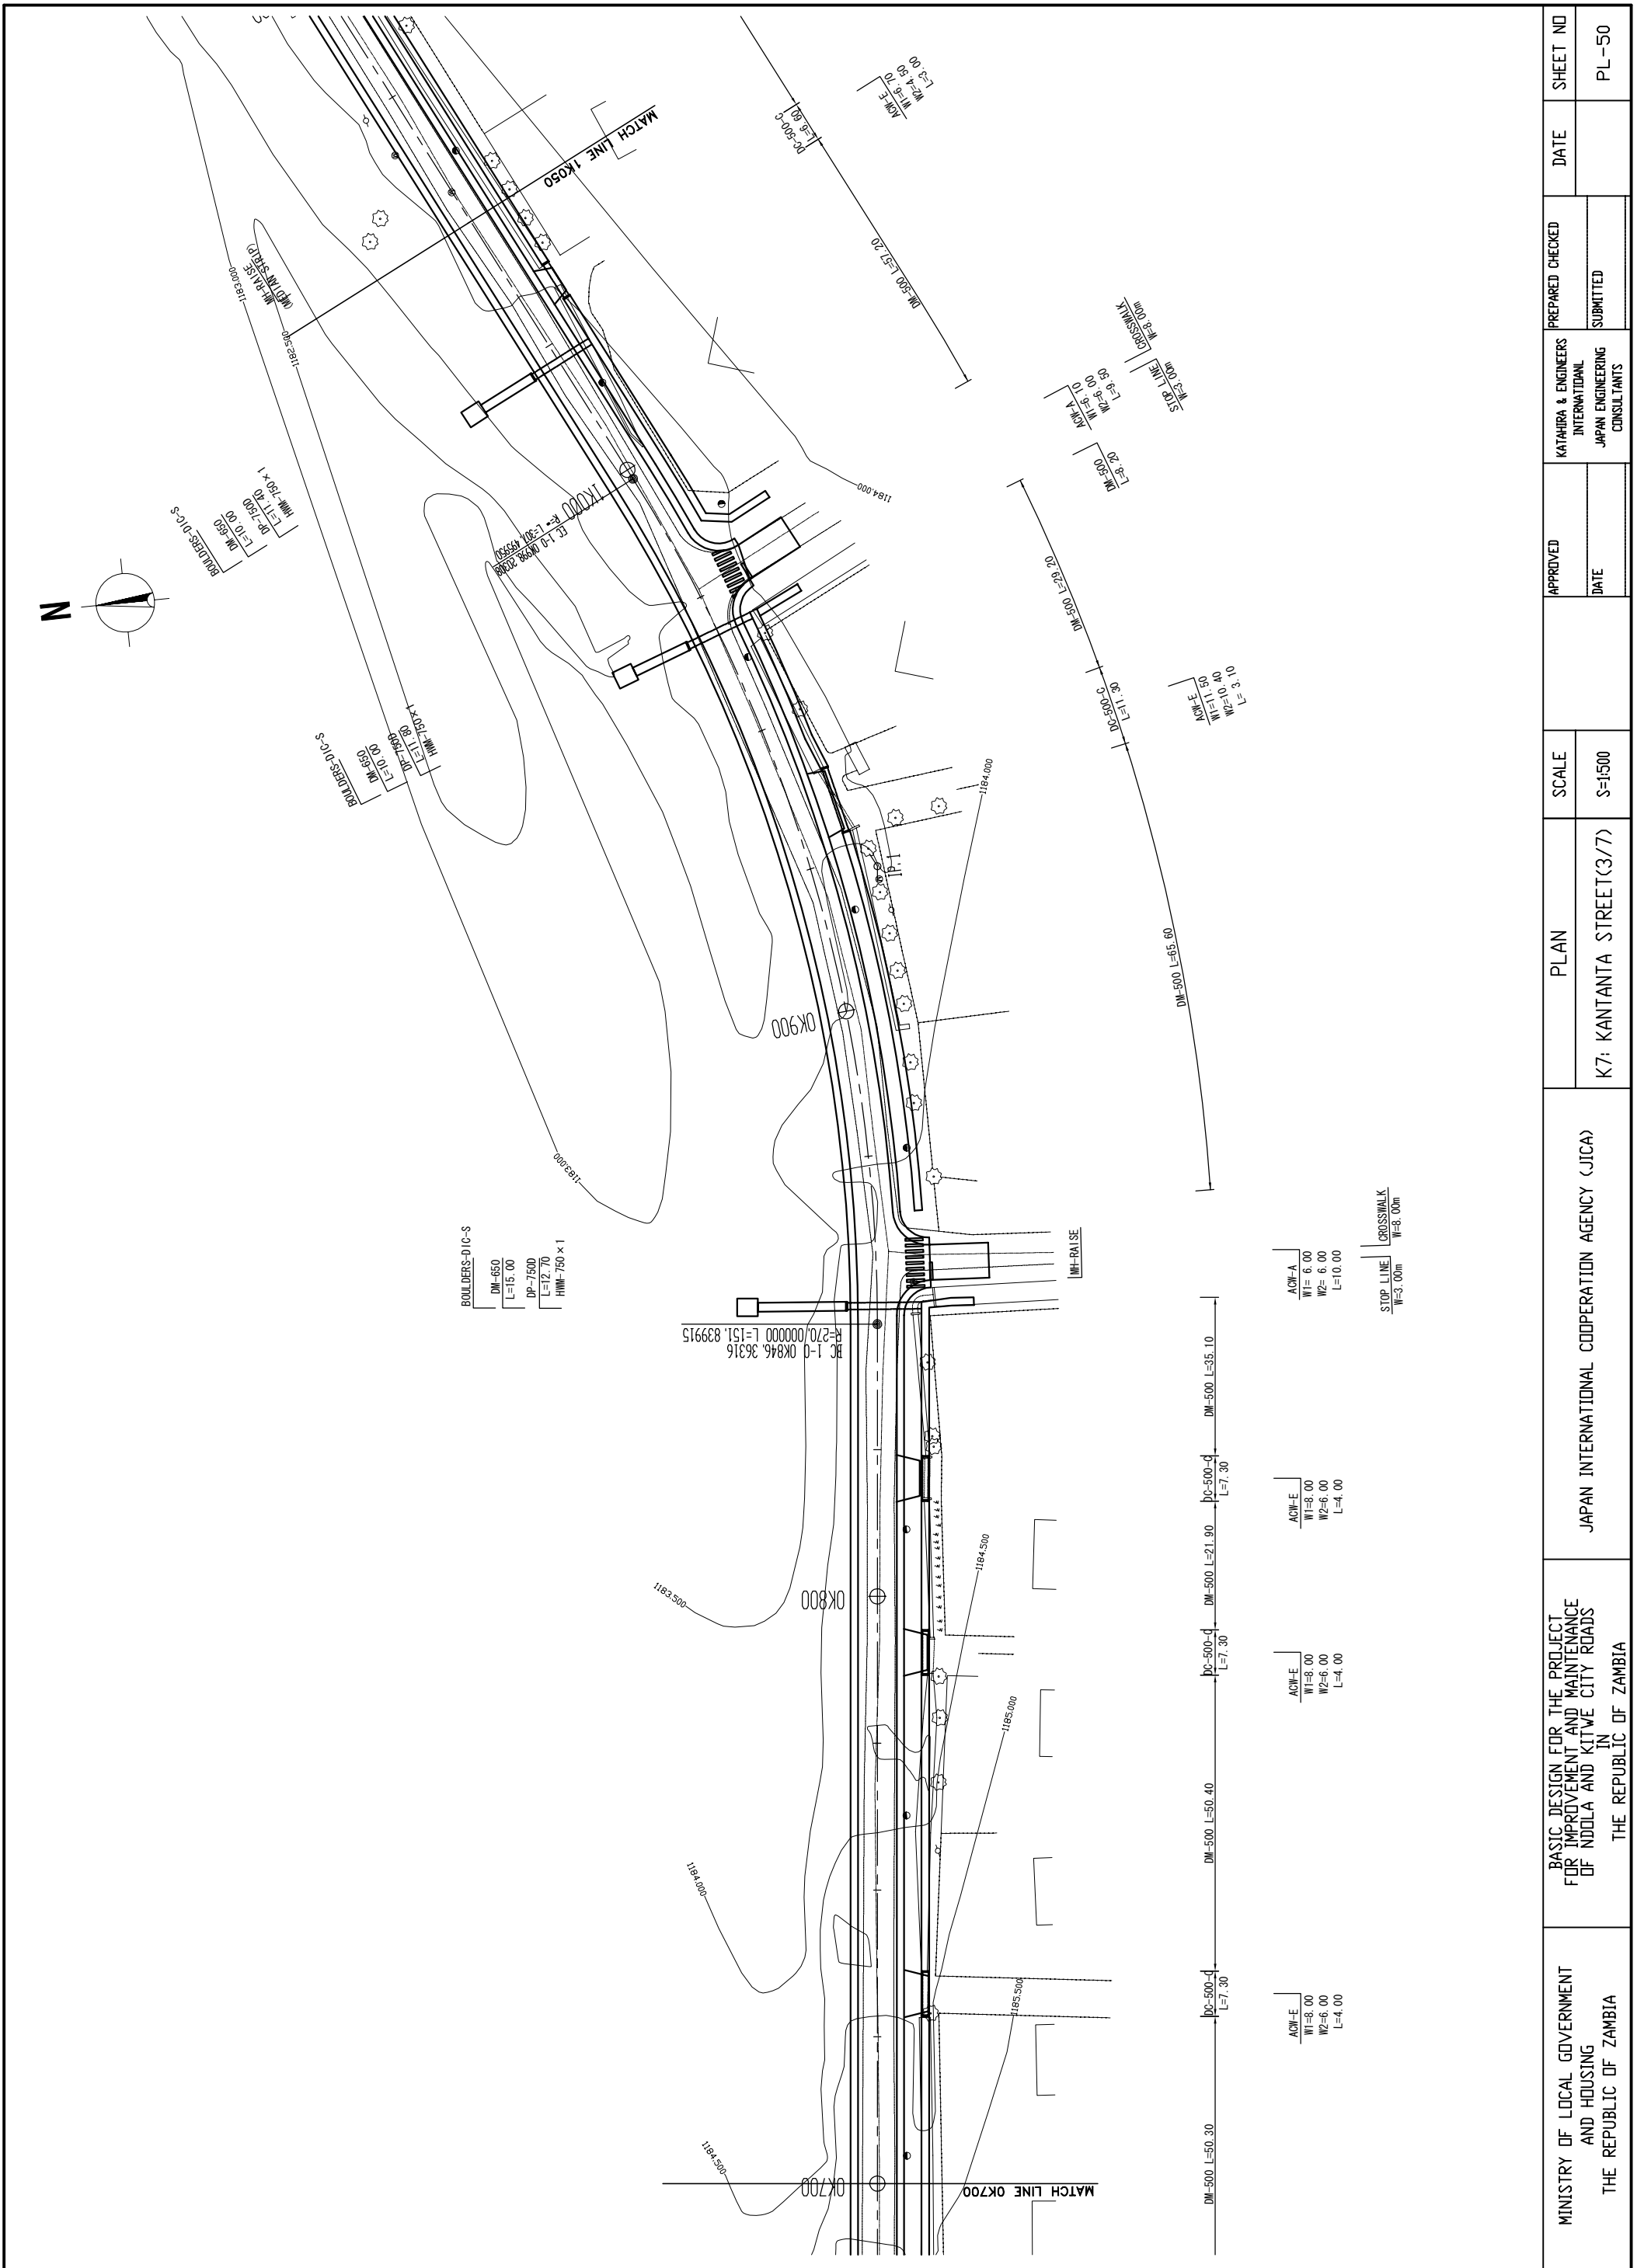 N
MATCH LINE 1K050
MH-RAISE
(MEDIAN STRIP)
1183.000
1182.500
BOULDERS-DIC-S
DM-650
L=10.00
DP-750D
L=11.40
HWM-750×1
BOULDERS-DIC-S
DM-650
L=10.00
DP-750D
L=11.80
HWM-750×1
1K000
EC 1-0 0K998.20308
1184.000
1184.000
IP.1
0K900
1183.000
BOULDERS-DIC-S
DM-650
L=15.00
DP-750D
L=12.70
HWM-750×1
BC 1-0 0K846.36316
R=270.000000 L=151.839915
MH-RAISE
0K800
1183.500
1184.500
1185.000
1184.000
1185.500
1184.500
0K700
MATCH LINE 0K700
DM-500 L=50.30
DC-500-C
L=7.30
DM-500 L=50.40
DC-500-C
L=7.30
DM-500 L=21.90
DC-500-C
L=7.30
DM-500 L=35.10
DM-500 L=65.60
DC-500-C
L=11.30
DM-500 L=29.20
DM-500
L=8.20
DM-500 L=57.20
DC-500-C
L=6.60
ACW-E
W1=8.00
W2=6.00
L=4.00
ACW-E
W1=8.00
W2=6.00
L=4.00
ACW-E
W1=8.00
W2=6.00
L=4.00
ACW-A
W1= 6.00
W2= 6.00
L=10.00
STOP LINE
W=3.00m
CROSSWALK
W=8.00m
ACW-E
W1=11.50
W2=10.40
L= 3.10
ACW-A
W1=6.10
W2=6.00
L=9.50
STOP LINE
W=3.00m
CROSSWALK
W=8.00m
ACW-E
W1=6.70
W2=4.50
L=3.00
MINISTRY OF LOCAL GOVERNMENT
AND HOUSING
THE REPUBLIC OF ZAMBIA
BASIC DESIGN FOR THE PROJECT
FOR IMPROVEMENT AND MAINTENANCE
OF NDOLA AND KITWE CITY ROADS
IN
THE REPUBLIC OF ZAMBIA
JAPAN INTERNATIONAL COOPERATION AGENCY (JICA)
PLAN
K7: KANTANTA STREET(3/7)
SCALE
S=1:500
APPROVED
DATE
KATAHIRA & ENGINEERS
INTERNATIOANL
JAPAN ENGINEERING
CONSULTANTS
PREPARED CHECKED
SUBMITTED
DATE
SHEET NO
PL-50